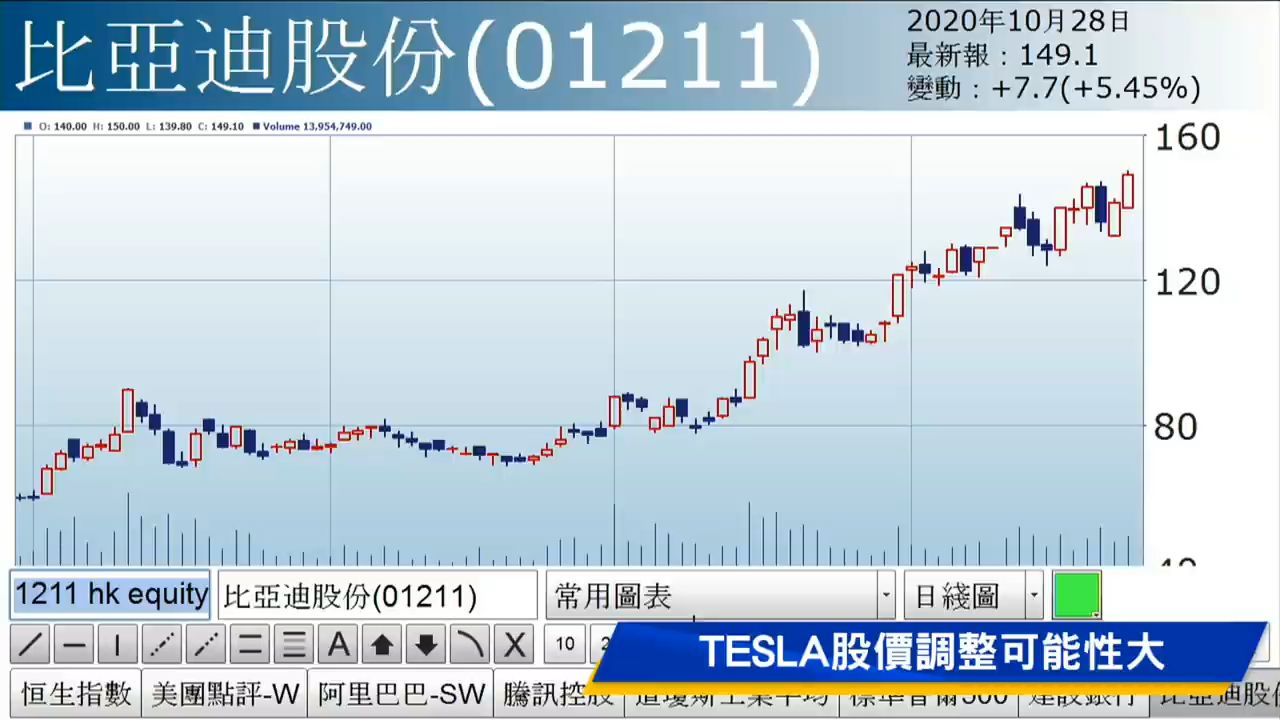 比亞迪股份(01211)
2020年10月28日
最新報：149.1
變動：+7.7(+5.45%)
O: 140.00 H: 150.00 L: 139.80 C: 149.10 Volume 13,954,749.00
160
120
80
1211 hk equity
比亞迪股份(01211)
常用圖表
日綫圖
A
X
10
TESLA股價調整可能性大
恒生指數
美團點評-W
阿里巴巴-SW
騰訊控股